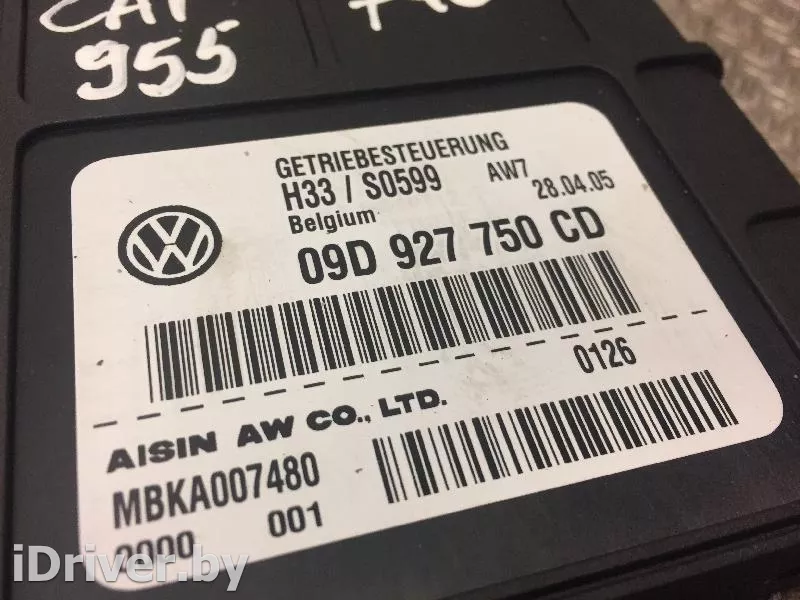 955
GETRIEBESTEUERUNG
H33 / S0599 AW7 28.04.05
Belgium
09D 927 750 CD
0126
AISIN AW CO., LTD.
MBKA007480
001
iDriver.by